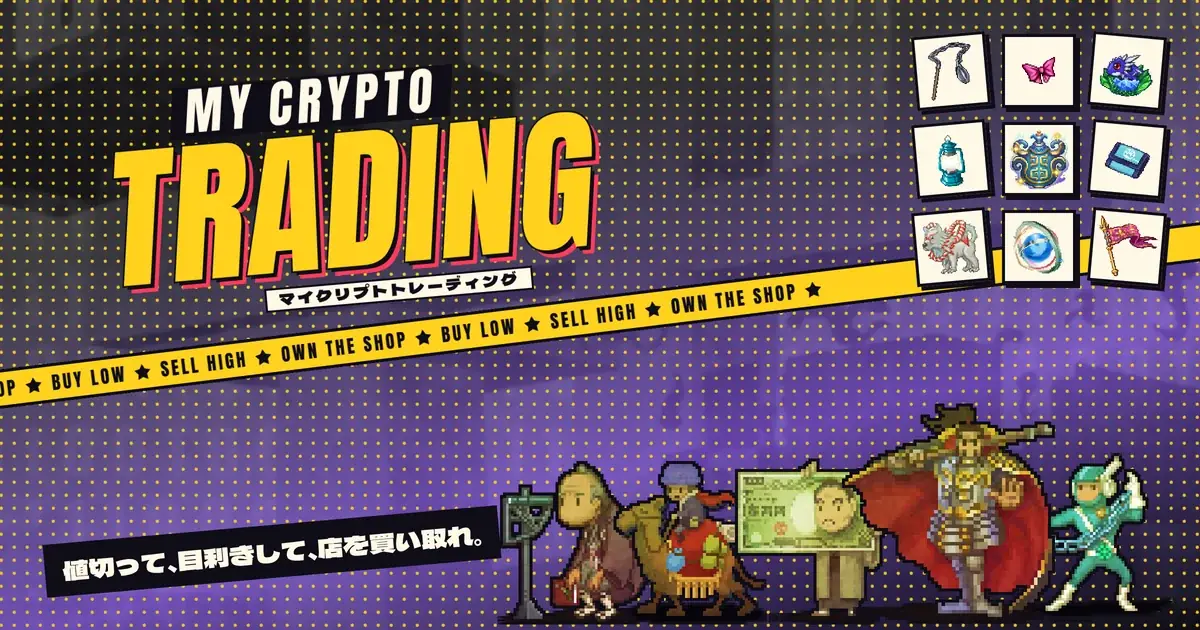 MY CRYPTO
TRADING
マイクリプトトレーディング
OP ★ BUY LOW ★ SELL HIGH ★ OWN THE SHOP ★ BUY LOW ★ SELL HIGH ★ OWN THE SHOP ★
値切って、目利きして、店を買い取れ。